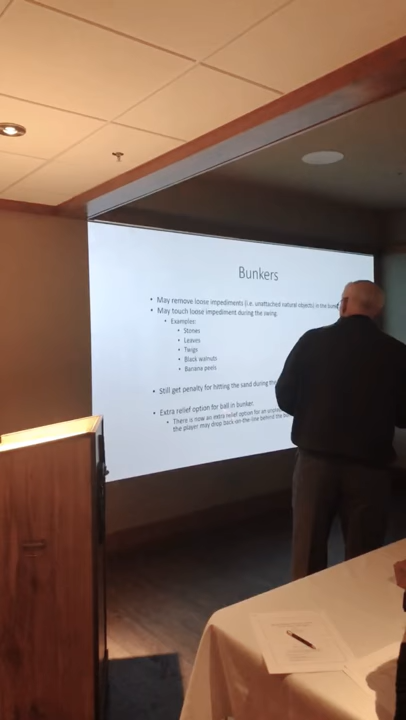 Bunkers
• May remove loose impediments (i.e. unattached natural objects) in the bunk
• May touch loose impediment during the swing.
• Examples:
• Stones
• Leaves
• Twigs
• Black walnuts
• Banana peels
• Still get penalty for hitting the sand during the
• Extra relief option for ball in bunker.
• There is now an extra relief option for an
the player may drop back-on-the-line behind the